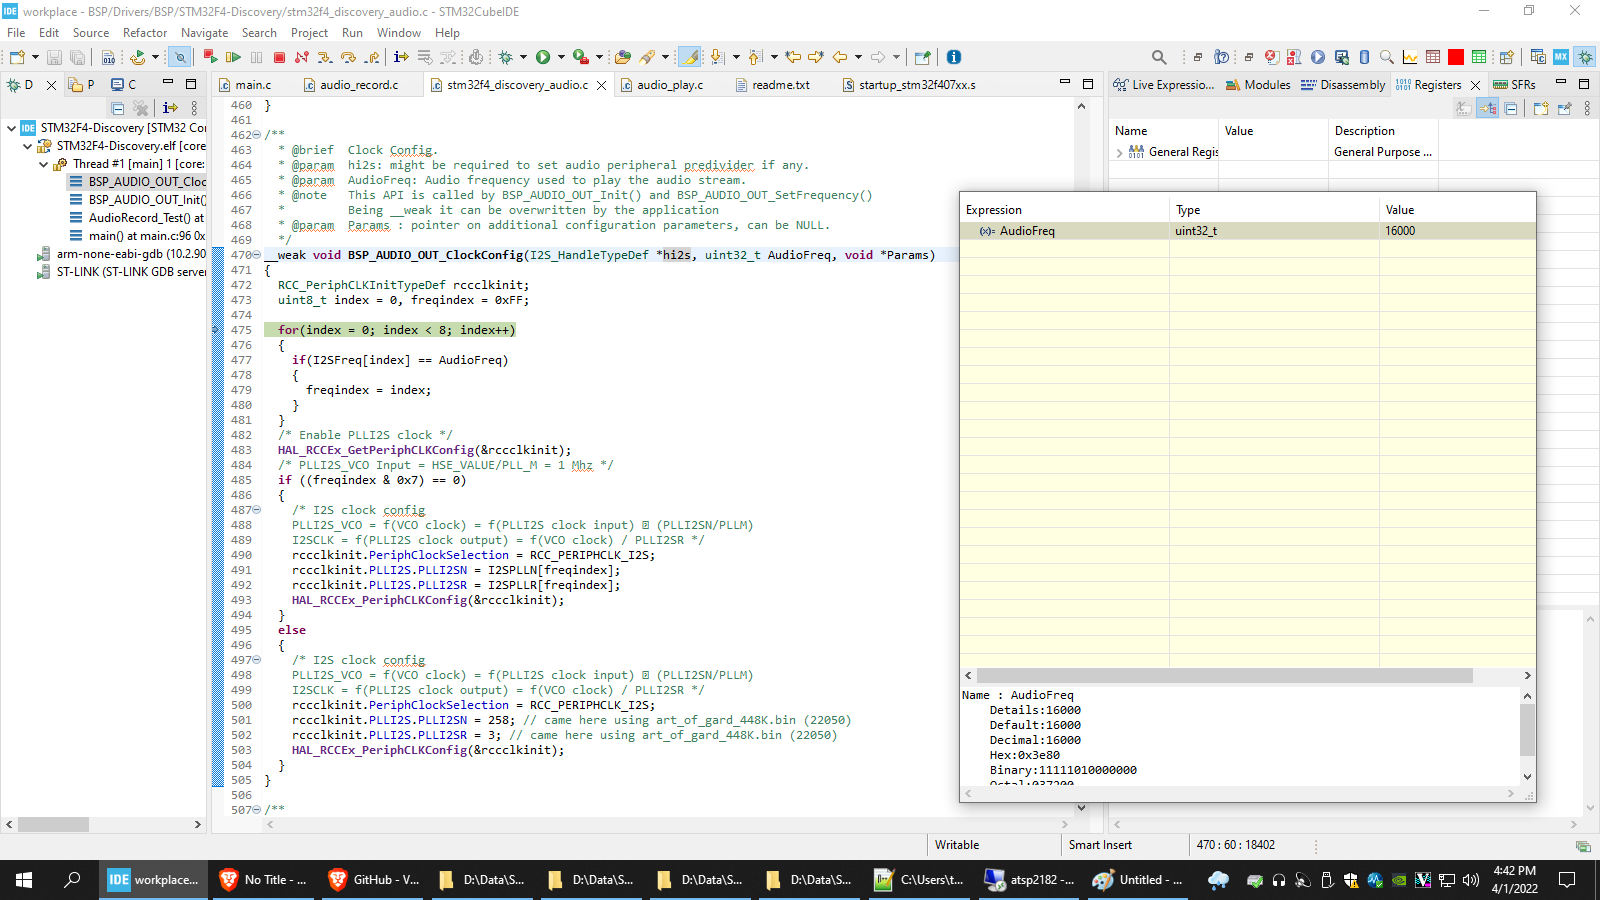 IDE workplace - BSP/Drivers/BSP/STM32F4-Discovery/stm32f4_discovery_audio.c - STM32CubeIDE
File Edit Source Refactor Navigate Search Project Run Window Help
D P C
main.c audio_record.c stm32f4_discovery_audio.c audio_play.c readme.txt startup_stm32f407xx.s
Live Expressio... Modules Disassembly Registers SFRs
IDE STM32F4-Discovery [STM32 Cor
STM32F4-Discovery.elf [core
Thread #1 [main] 1 [core:
BSP_AUDIO_OUT_Cloc
BSP_AUDIO_OUT_Init()
AudioRecord_Test() at
main() at main.c:96 0x
arm-none-eabi-gdb (10.2.90
ST-LINK (ST-LINK GDB server
460 }
461
462 /**
463 * @brief Clock Config.
464 * @param hi2s: might be required to set audio peripheral predivider if any.
465 * @param AudioFreq: Audio frequency used to play the audio stream.
466 * @note This API is called by BSP_AUDIO_OUT_Init() and BSP_AUDIO_OUT_SetFrequency()
467 * Being __weak it can be overwritten by the application
468 * @param Params : pointer on additional configuration parameters, can be NULL.
469 */
470 __weak void BSP_AUDIO_OUT_ClockConfig(I2S_HandleTypeDef *hi2s, uint32_t AudioFreq, void *Params)
471 {
472 RCC_PeriphCLKInitTypeDef rccclkinit;
473 uint8_t index = 0, freqindex = 0xFF;
474
475 for(index = 0; index < 8; index++)
476 {
477 if(I2SFreq[index] == AudioFreq)
478 {
479 freqindex = index;
480 }
481 }
482 /* Enable PLLI2S clock */
483 HAL_RCCEx_GetPeriphCLKConfig(&rccclkinit);
484 /* PLLI2S_VCO Input = HSE_VALUE/PLL_M = 1 Mhz */
485 if ((freqindex & 0x7) == 0)
486 {
487 /* I2S clock config
488 PLLI2S_VCO = f(VCO clock) = f(PLLI2S clock input) � (PLLI2SN/PLLM)
489 I2SCLK = f(PLLI2S clock output) = f(VCO clock) / PLLI2SR */
490 rccclkinit.PeriphClockSelection = RCC_PERIPHCLK_I2S;
491 rccclkinit.PLLI2S.PLLI2SN = I2SPLLN[freqindex];
492 rccclkinit.PLLI2S.PLLI2SR = I2SPLLR[freqindex];
493 HAL_RCCEx_PeriphCLKConfig(&rccclkinit);
494 }
495 else
496 {
497 /* I2S clock config
498 PLLI2S_VCO = f(VCO clock) = f(PLLI2S clock input) � (PLLI2SN/PLLM)
499 I2SCLK = f(PLLI2S clock output) = f(VCO clock) / PLLI2SR */
500 rccclkinit.PeriphClockSelection = RCC_PERIPHCLK_I2S;
501 rccclkinit.PLLI2S.PLLI2SN = 258; // came here using art_of_gard_448K.bin (22050)
502 rccclkinit.PLLI2S.PLLI2SR = 3; // came here using art_of_gard_448K.bin (22050)
503 HAL_RCCEx_PeriphCLKConfig(&rccclkinit);
504 }
505 }
506
507 /**
Name Value Description
General Regis General Purpose ...
Expression Type Value
(x)= AudioFreq uint32_t 16000
Name : AudioFreq
Details:16000
Default:16000
Decimal:16000
Hex:0x3e80
Binary:11111010000000
Octal:037200
Writable Smart Insert 470 : 60 : 18402
IDE workplace... No Title - ... GitHub - V... D:\Data\S... D:\Data\S... D:\Data\S... D:\Data\S... C:\Users\t... atsp2182 -... Untitled - ...
4:42 PM
4/1/2022